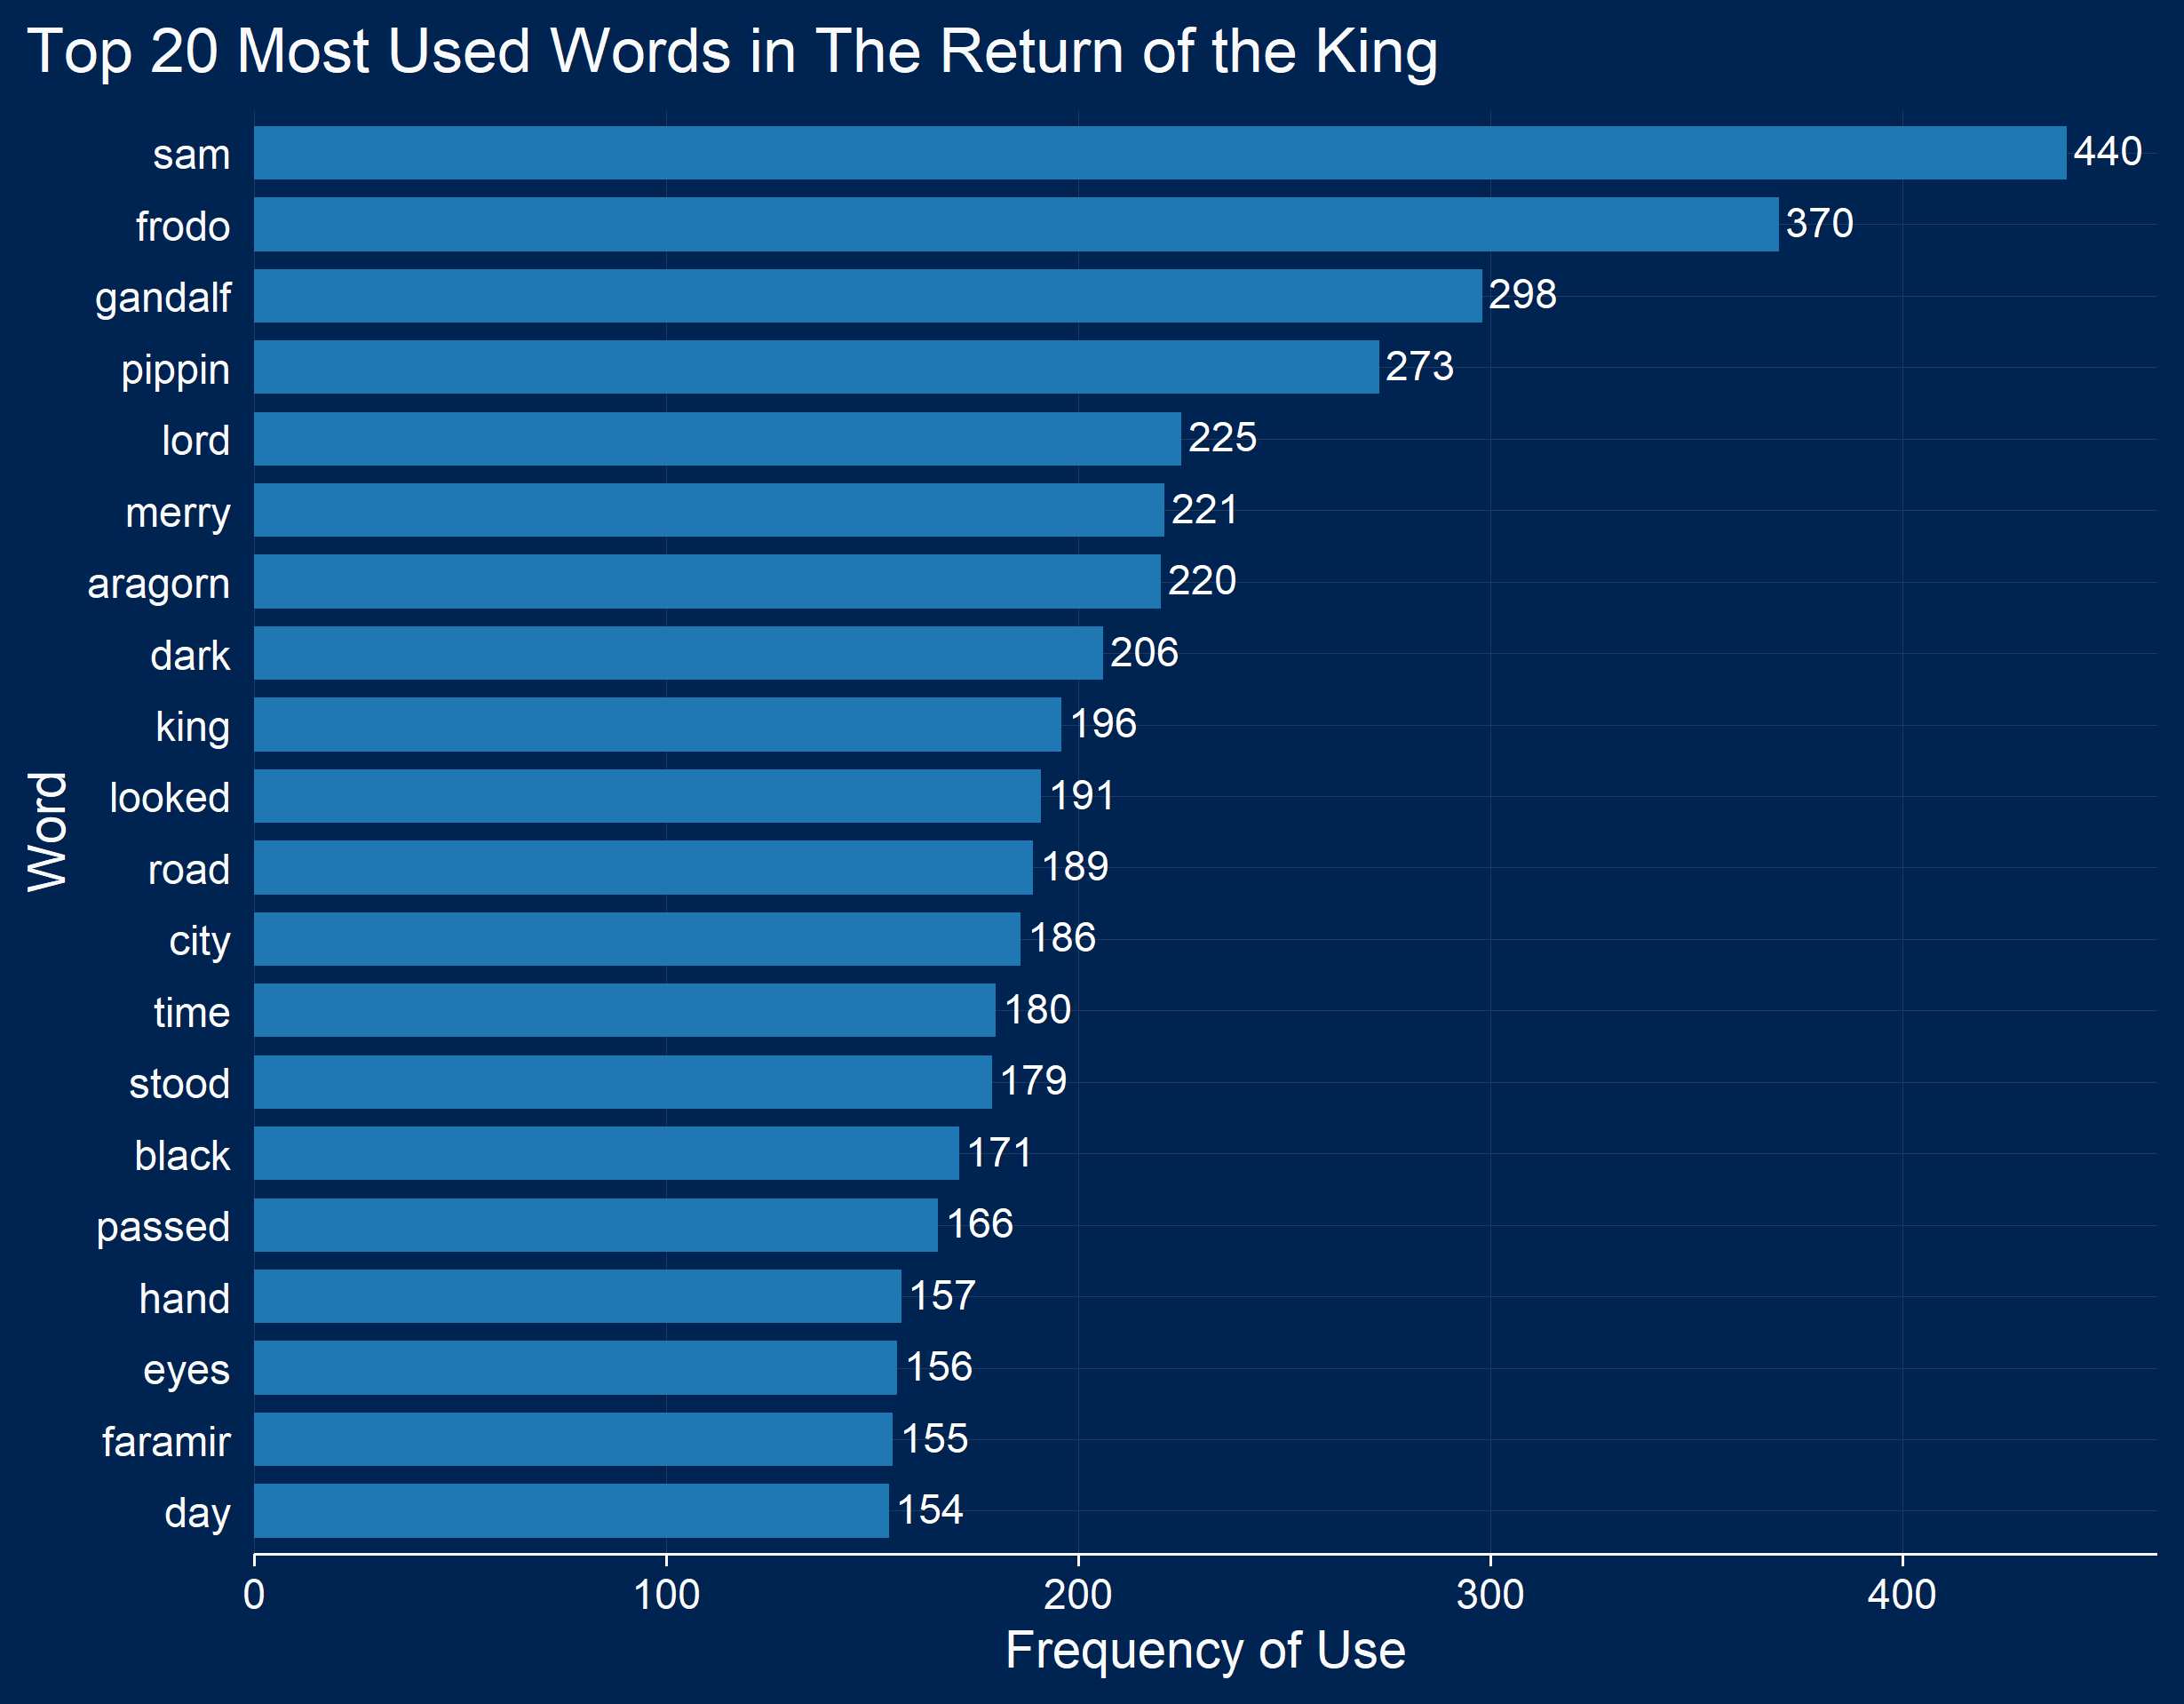 Top 20 Most Used Words in The Return of the King
sam 440
frodo 370
gandalf 298
pippin 273
lord 225
merry 221
aragorn 220
dark 206
king 196
looked 191
road 189
city 186
time 180
stood 179
black 171
passed 166
hand 157
eyes 156
faramir 155
day 154
Word
0 100 200 300 400
Frequency of Use